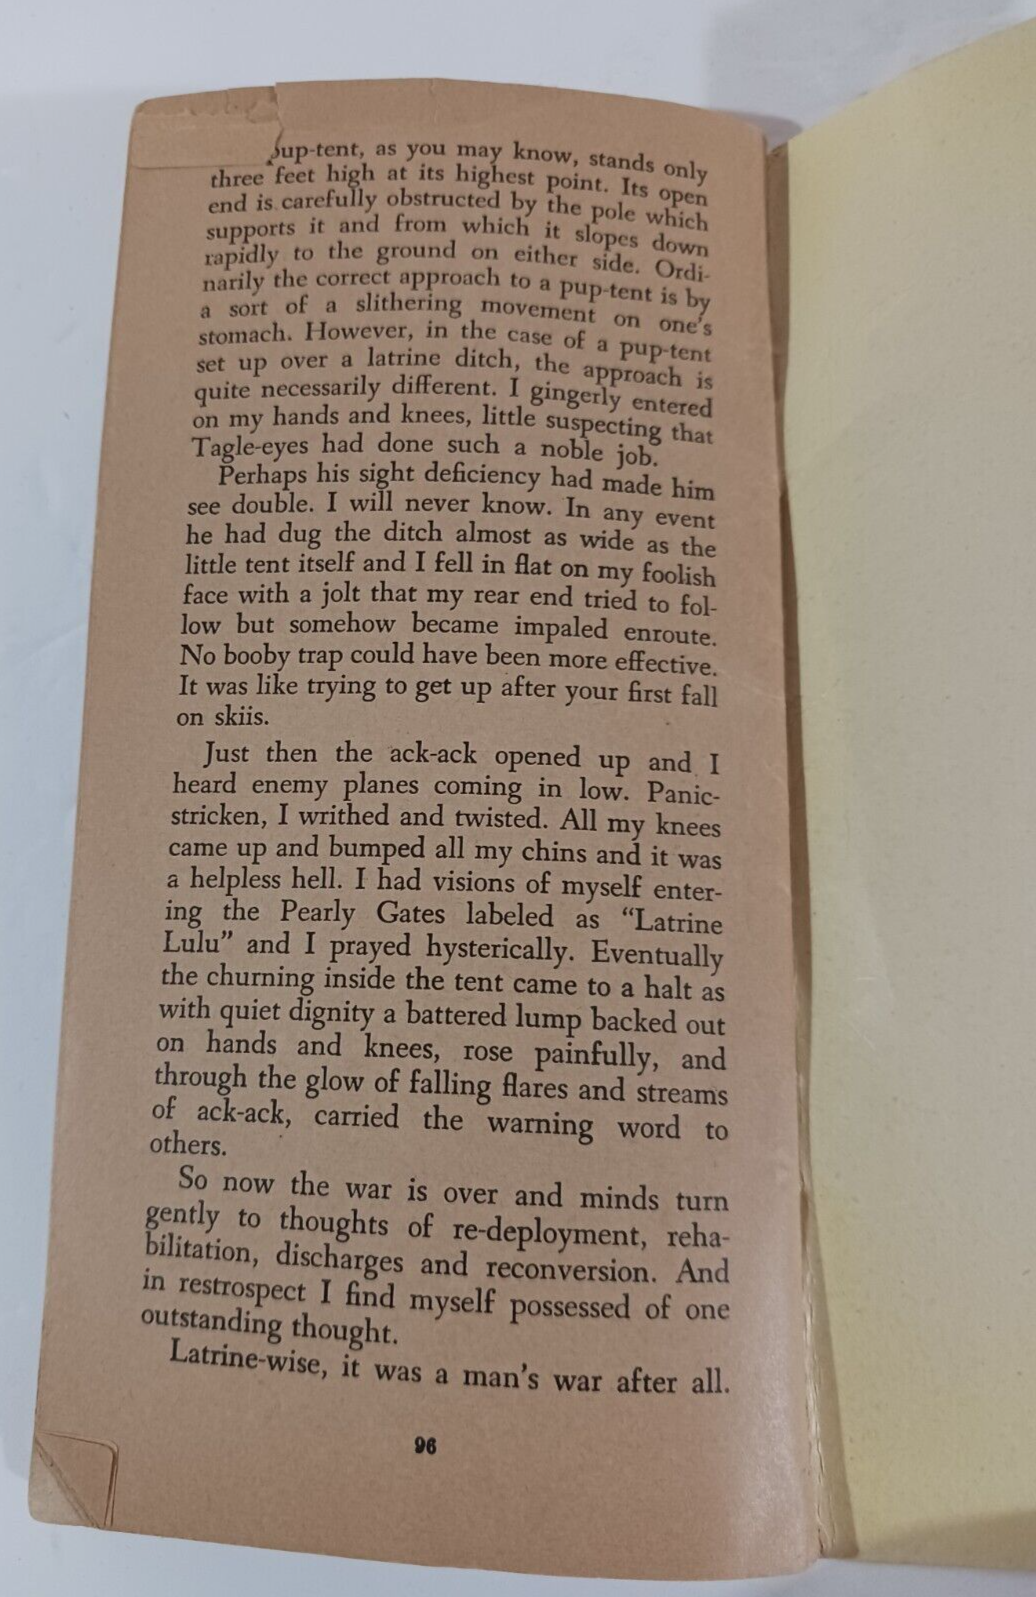 pup-tent, as you may know, stands only
three feet high at its highest point. Its open
end is carefully obstructed by the pole which
supports it and from which it slopes down
rapidly to the ground on either side. Ordi-
narily the correct approach to a pup-tent is by
a sort of a slithering movement on one's
stomach. However, in the case of a pup-tent
set up over a latrine ditch, the approach is
quite necessarily different. I gingerly entered
on my hands and knees, little suspecting that
Tagle-eyes had done such a noble job.
Perhaps his sight deficiency had made him
see double. I will never know. In any event
he had dug the ditch almost as wide as the
little tent itself and I fell in flat on my foolish
face with a jolt that my rear end tried to fol-
low but somehow became impaled enroute.
No booby trap could have been more effective.
It was like trying to get up after your first fall
on skiis.
Just then the ack-ack opened up and I
heard enemy planes coming in low. Panic-
stricken, I writhed and twisted. All my knees
came up and bumped all my chins and it was
a helpless hell. I had visions of myself enter-
ing the Pearly Gates labeled as "Latrine
Lulu" and I prayed hysterically. Eventually
the churning inside the tent came to a halt as
with quiet dignity a battered lump backed out
on hands and knees, rose painfully, and
through the glow of falling flares and streams
of ack-ack, carried the warning word to
others.
So now the war is over and minds turn
gently to thoughts of re-deployment, reha-
bilitation, discharges and reconversion. And
in restrospect I find myself possessed of one
outstanding thought.
Latrine-wise, it was a man's war after all.
96